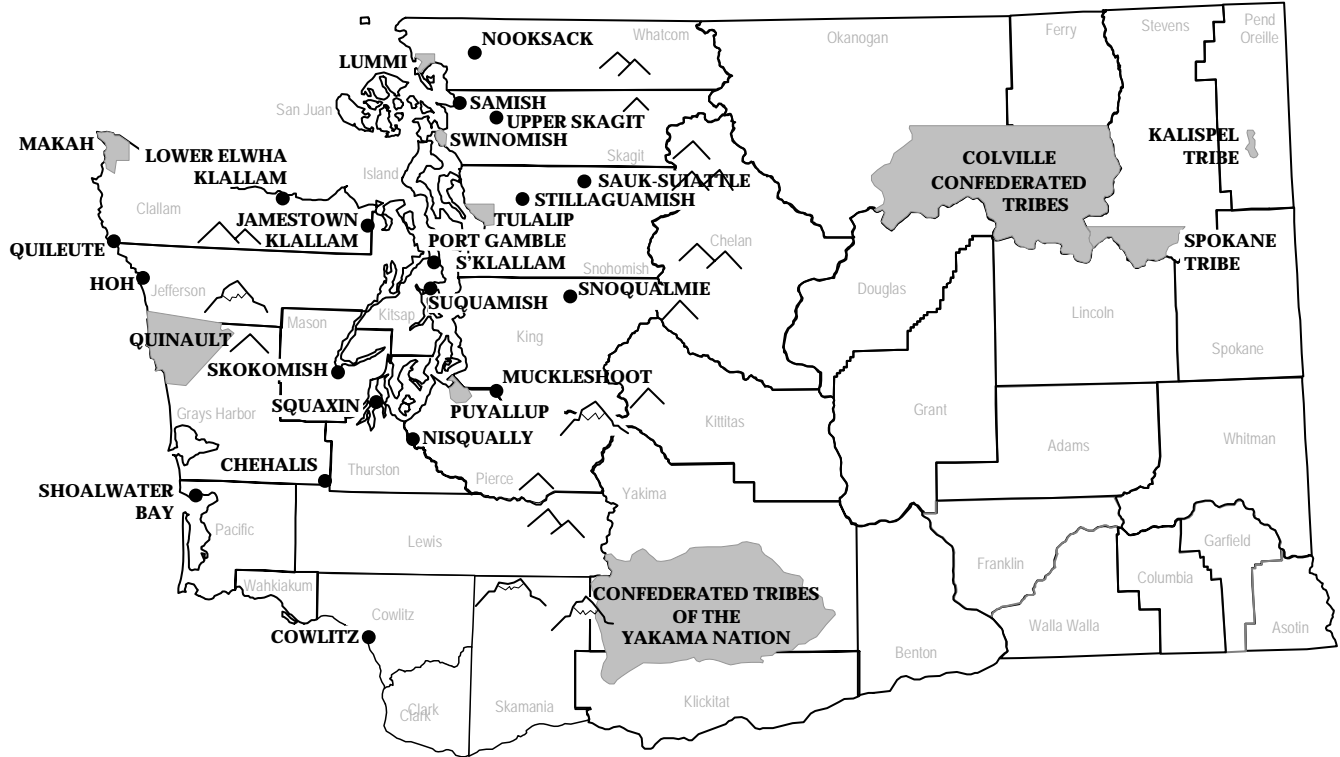 Pend
Oreille
Stevens
Ferry
Okanogan
Whatcom
NOOKSACK
LUMMI
SAMISH
San Juan
UPPER SKAGIT
SWINOMISH
MAKAH
KALISPEL
TRIBE
LOWER ELWHA
KLALLAM
Skagit
COLVILLE
CONFEDERATED
TRIBES
Island
SAUK-SUIATTLE
STILLAGUAMISH
Clallam
JAMESTOWN
KLALLAM
TULALIP
QUILEUTE
PORT GAMBLE
S'KLALLAM
Chelan
SPOKANE
TRIBE
Snohomish
HOH
Jefferson
SUQUAMISH
SNOQUALMIE
Douglas
Mason
Kitsap
Lincoln
QUINAULT
King
Spokane
SKOKOMISH
MUCKLESHOOT
SQUAXIN
PUYALLUP
Grays Harbor
Kittitas
Grant
NISQUALLY
Adams
Whitman
CHEHALIS
Thurston
Pierce
SHOALWATER
BAY
Yakima
Pacific
Lewis
Garfield
Franklin
Columbia
Wahkiakum
CONFEDERATED TRIBES
OF THE
YAKAMA NATION
Cowlitz
COWLITZ
Walla Walla
Asotin
Benton
Clark
Clark
Skamania
Klickitat